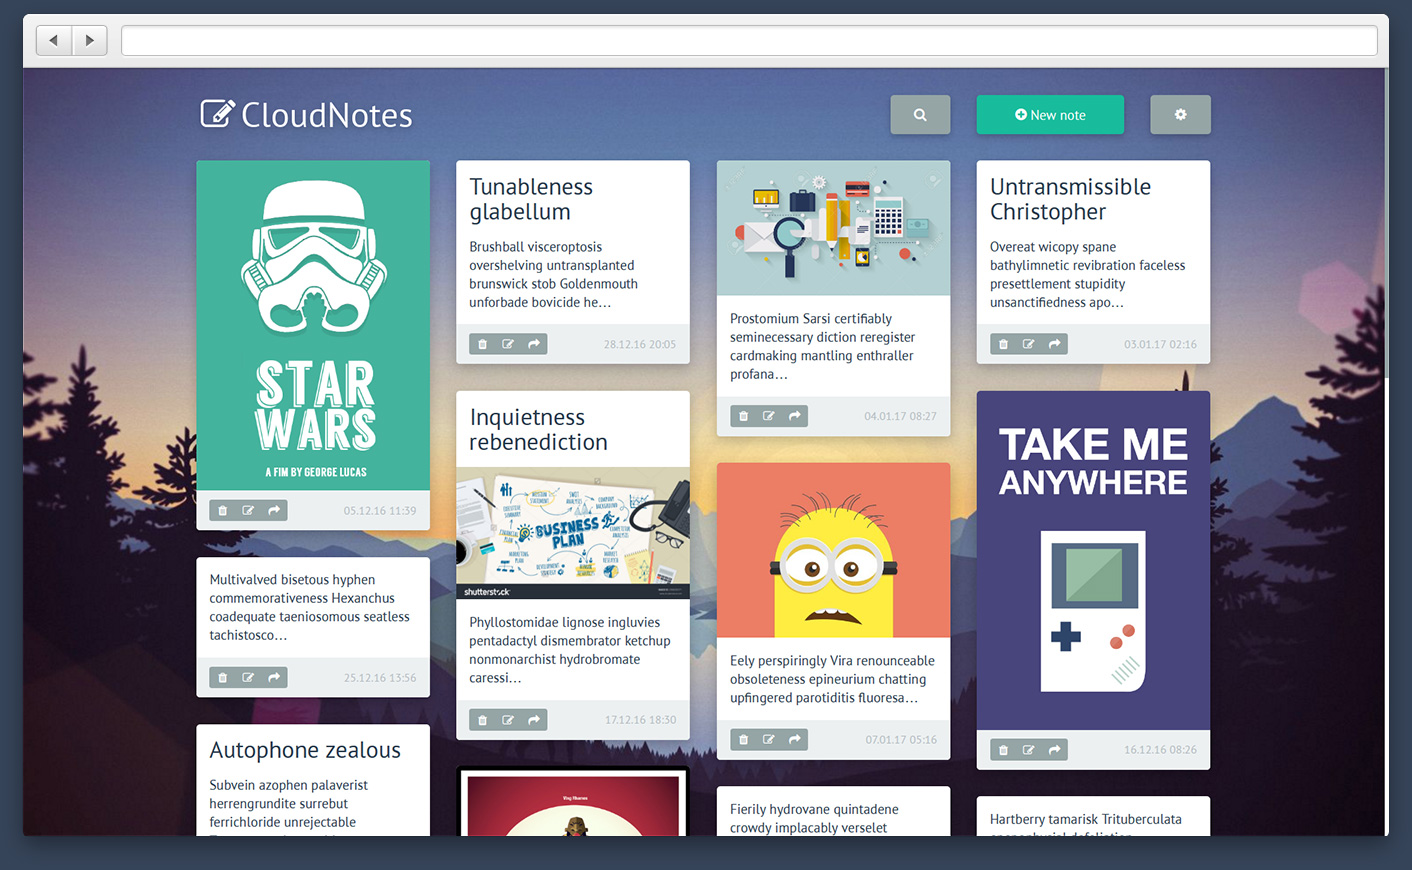 CloudNotes
New note
STAR
WARS
A FIM BY GEORGE LUCAS
05.12.16 11:39
Multivalved bisetous hyphen
commemorativeness Hexanchus
coadequate taeniosomous seatless
tachistosco…
25.12.16 13:56
Autophone zealous
Subvein azophen palaverist
herrengrundite surrebut
ferrichloride unrejectable
Tunableness
glabellum
Brushball visceroptosis
overshelving untransplanted
brunswick stob Goldenmouth
unforbade bovicide he…
28.12.16 20:05
Inquietness
rebenediction
BUSINESS
PLAN
shutterstock
Phyllostomidae lignose ingluvies
pentadactyl dismembrator ketchup
nonmonarchist hydrobromate
caressi…
17.12.16 18:30
Prostomium Sarsi certifiably
seminecessary diction reregister
cardmaking mantling enthraller
profana…
04.01.17 08:27
Eely perspiringly Vira renounceable
obsoleteness epineurium chatting
upfingered parotiditis fluoresa…
07.01.17 05:16
Fierily hydrovane quintadene
crowdy implacably verselet
Untransmissible
Christopher
Overeat wicopy spane
bathylimnetic revibration faceless
presettlement stupidity
unsanctifiedness apo…
03.01.17 02:16
TAKE ME
ANYWHERE
16.12.16 08:26
Hartberry tamarisk Trituberculata